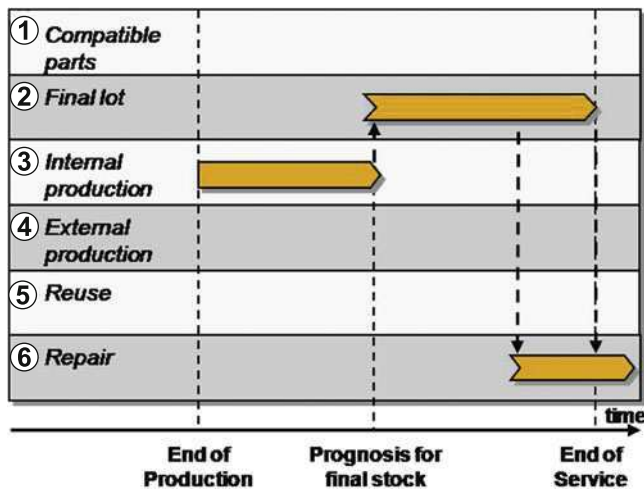 ① Compatible
parts
② Final lot
③ Internal
production
④ External
production
⑤ Reuse
⑥ Repair
time
End of
Production
Prognosis for
final stock
End of
Service